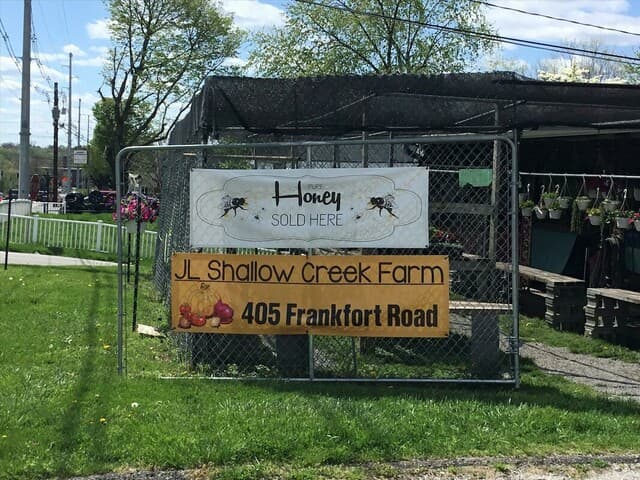 PURE
Honey
SOLD HERE
JL Shallow Creek Farm
405 Frankfort Road